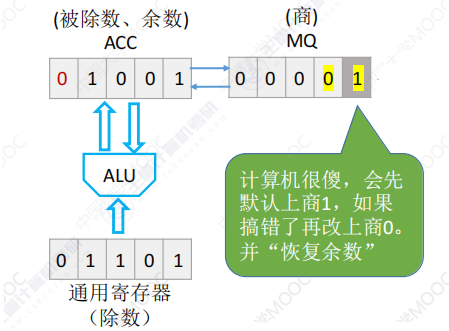 (被除数、余数)
ACC
(商)
MQ
0 1 0 0 1
0 0 0 0 1
ALU
计算机很傻，会先
默认上商1，如果
搞错了再改上商0。
并“恢复余数”
0 1 1 0 1
通用寄存器
（除数）